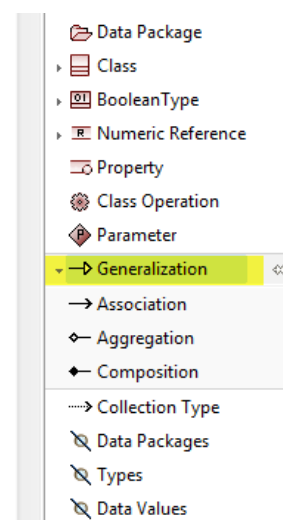 Data Package
Class
01 BooleanType
R Numeric Reference
Property
Class Operation
P Parameter
Generalization
Association
Aggregation
Composition
Collection Type
Data Packages
Types
Data Values